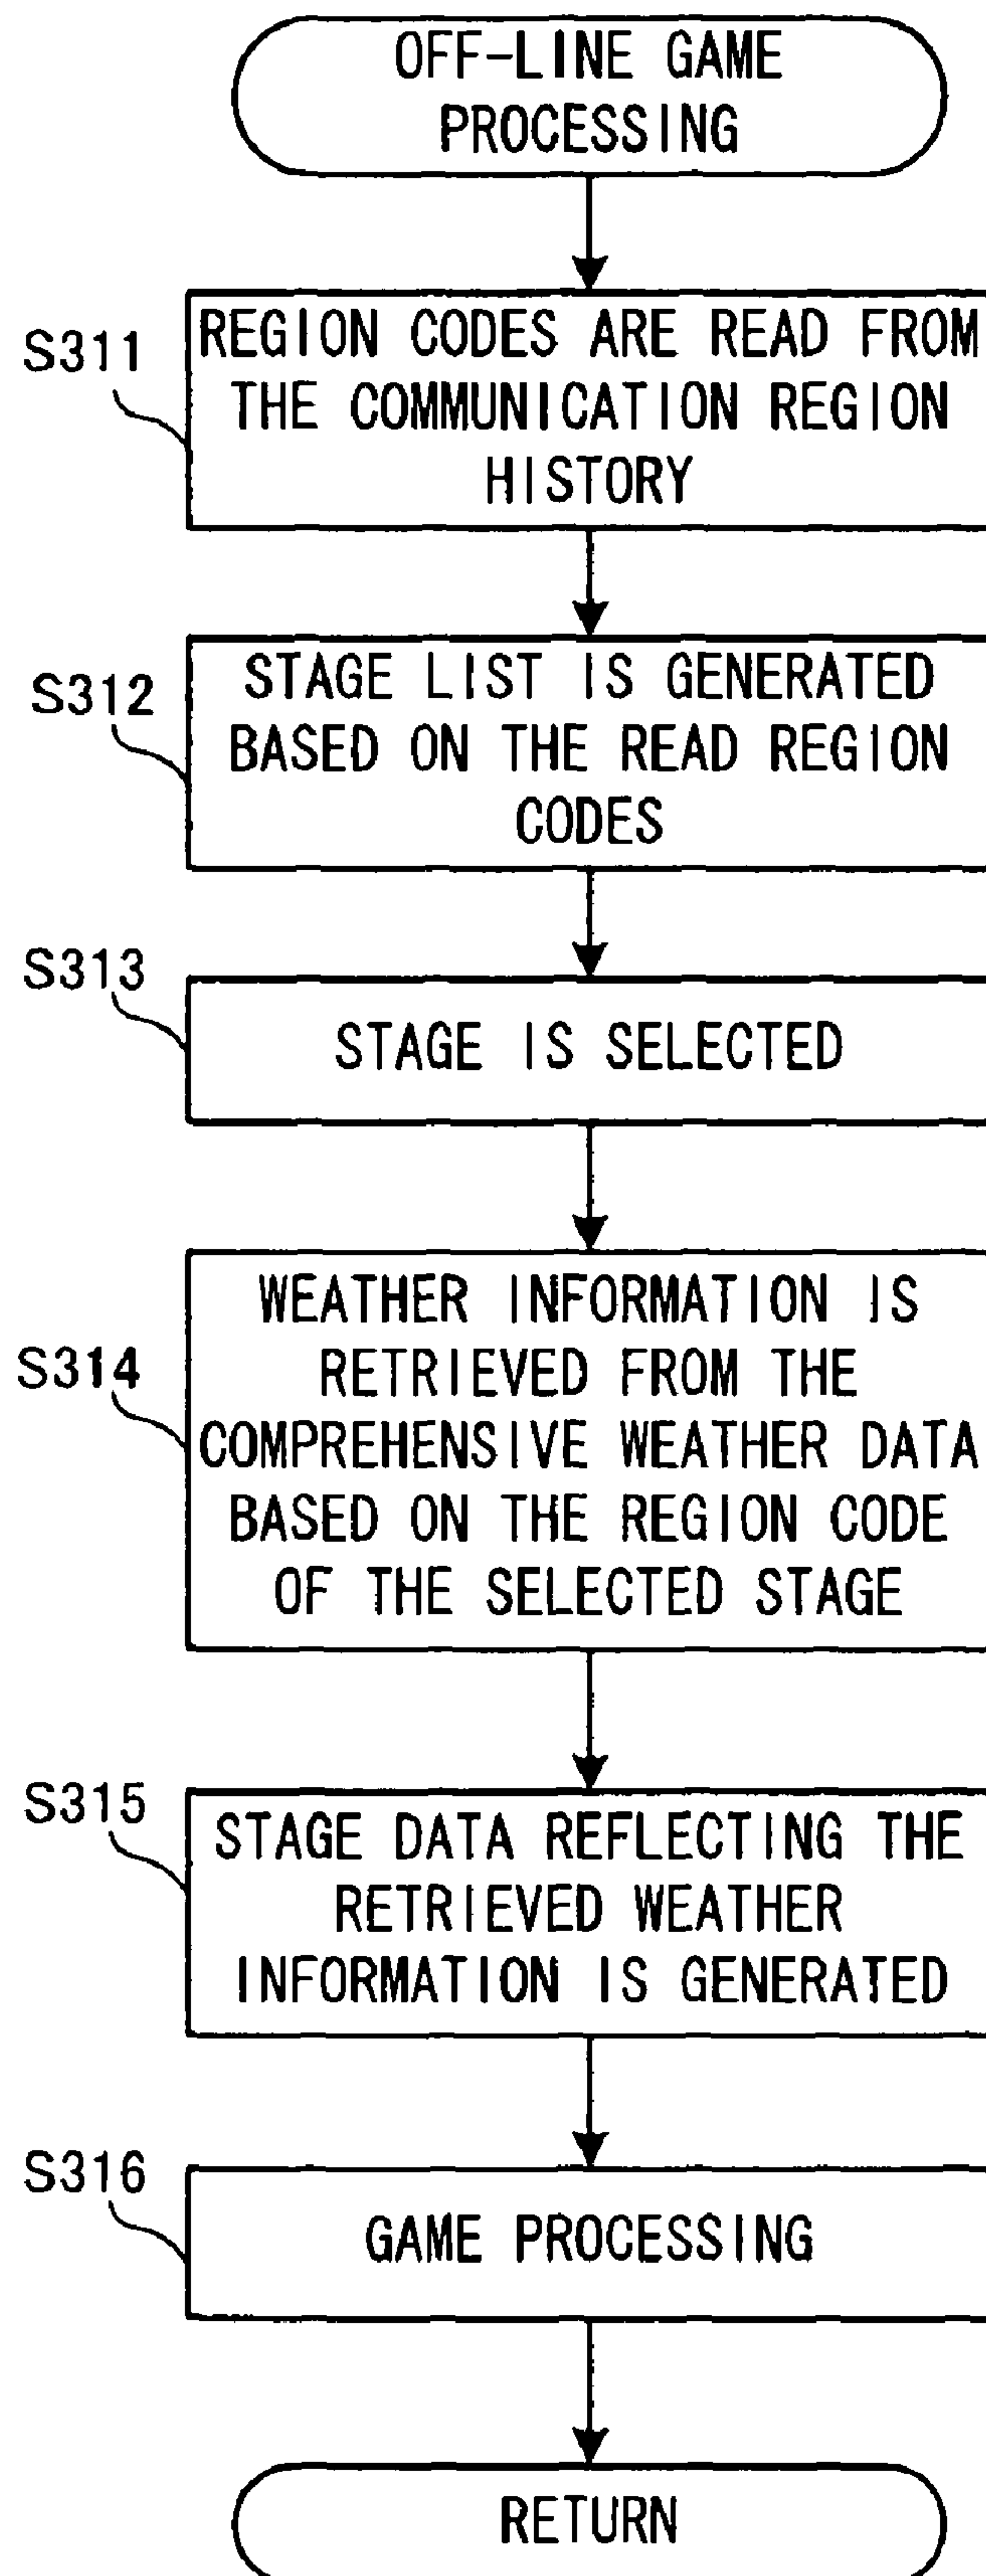 OFF-LINE GAME
PROCESSING
S311
REGION CODES ARE READ FROM
THE COMMUNICATION REGION
HISTORY
S312
STAGE LIST IS GENERATED
BASED ON THE READ REGION
CODES
S313
STAGE IS SELECTED
S314
WEATHER INFORMATION IS
RETRIEVED FROM THE
COMPREHENSIVE WEATHER DATA
BASED ON THE REGION CODE
OF THE SELECTED STAGE
S315
STAGE DATA REFLECTING THE
RETRIEVED WEATHER
INFORMATION IS GENERATED
S316
GAME PROCESSING
RETURN